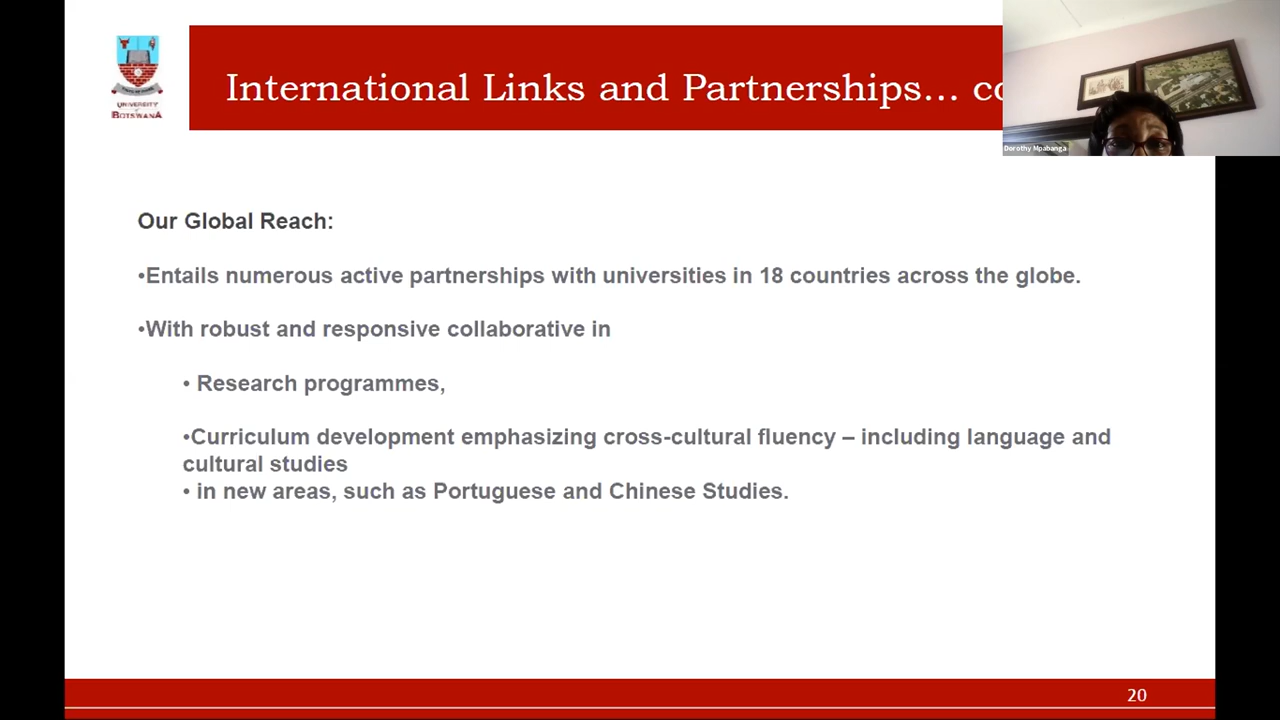 International Links and Partnerships... co
UNIVERSITY
OF
BOTSWANA
Dorothy Mpabanga
Our Global Reach:
•Entails numerous active partnerships with universities in 18 countries across the globe.
•With robust and responsive collaborative in
• Research programmes,
•Curriculum development emphasizing cross-cultural fluency – including language and
cultural studies
• in new areas, such as Portuguese and Chinese Studies.
20